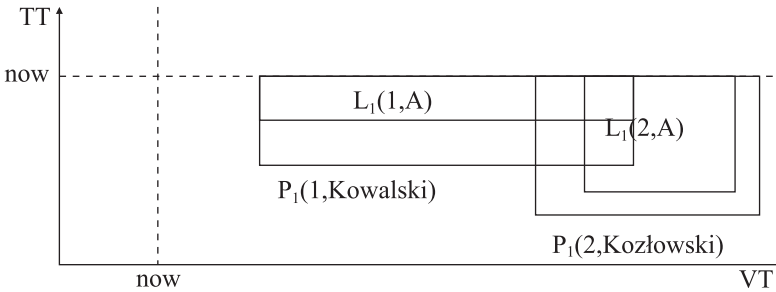 TT
now
L₁(1,A)
L₁(2,A)
P₁(1,Kowalski)
P₁(2,Kozłowski)
now
VT